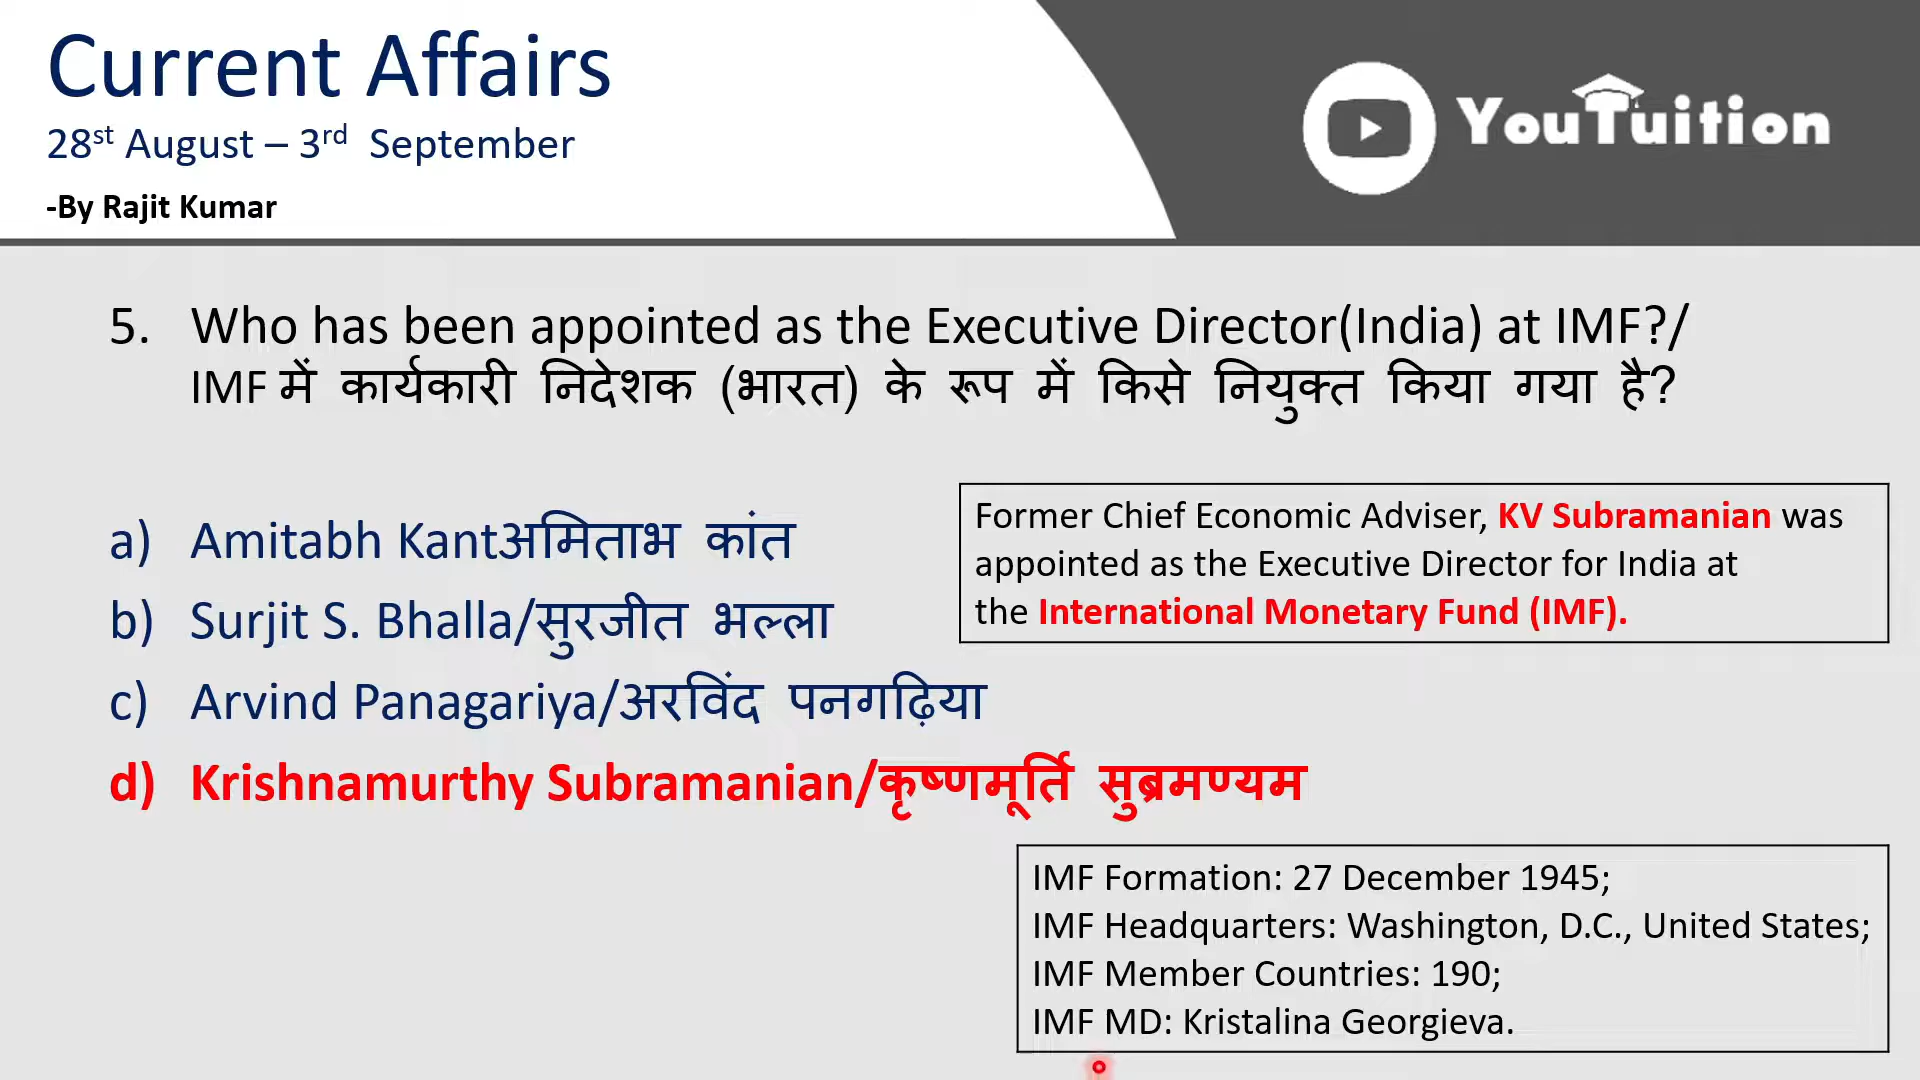 Current Affairs
28st August – 3rd September
-By Rajit Kumar
YouTuition
5. Who has been appointed as the Executive Director(India) at IMF?/
IMF में कार्यकारी निदेशक (भारत) के रूप में किसे नियुक्त किया गया है?
a) Amitabh Kantअमिताभ कांत
b) Surjit S. Bhalla/सुरजीत भल्ला
c) Arvind Panagariya/अरविंद पनगढ़िया
d) Krishnamurthy Subramanian/कृष्णमूर्ति सुब्रमण्यम
Former Chief Economic Adviser, KV Subramanian was
appointed as the Executive Director for India at
the International Monetary Fund (IMF).
IMF Formation: 27 December 1945;
IMF Headquarters: Washington, D.C., United States;
IMF Member Countries: 190;
IMF MD: Kristalina Georgieva.